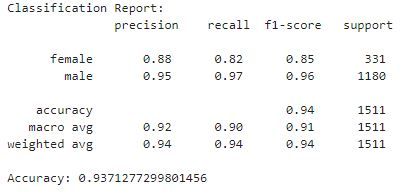 Classification Report:
precision recall f1-score support
female 0.88 0.82 0.85 331
male 0.95 0.97 0.96 1180
accuracy 0.94 1511
macro avg 0.92 0.90 0.91 1511
weighted avg 0.94 0.94 0.94 1511
Accuracy: 0.9371277299801456